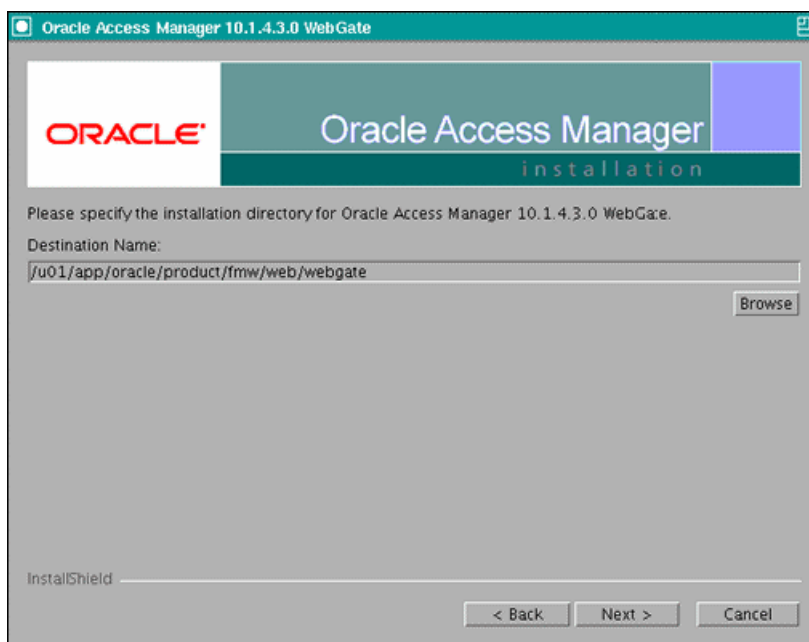 Oracle Access Manager 10.1.4.3.0 WebGate
ORACLE
Oracle Access Manager
installation
Please specify the installation directory for Oracle Access Manager 10.1.4.3.0 WebGate.
Destination Name:
/u01/app/oracle/product/fmw/web/webgate
Browse
InstallShield
< Back Next > Cancel